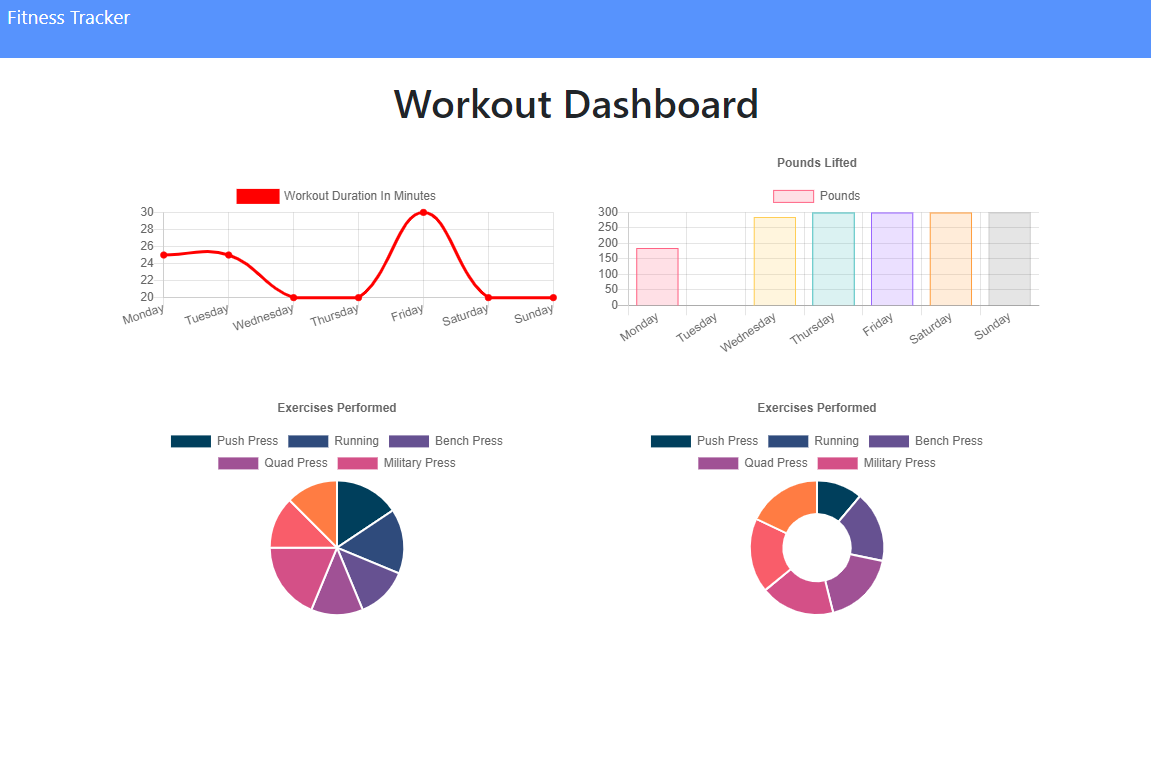 Fitness Tracker
Workout Dashboard
Workout Duration In Minutes
30
28
26
24
22
20
Monday Tuesday Wednesday Thursday Friday Saturday Sunday
Pounds Lifted
Pounds
300
250
200
150
100
50
0
Monday Tuesday Wednesday Thursday Friday Saturday Sunday
Exercises Performed
Push Press Running Bench Press
Quad Press Military Press
Exercises Performed
Push Press Running Bench Press
Quad Press Military Press